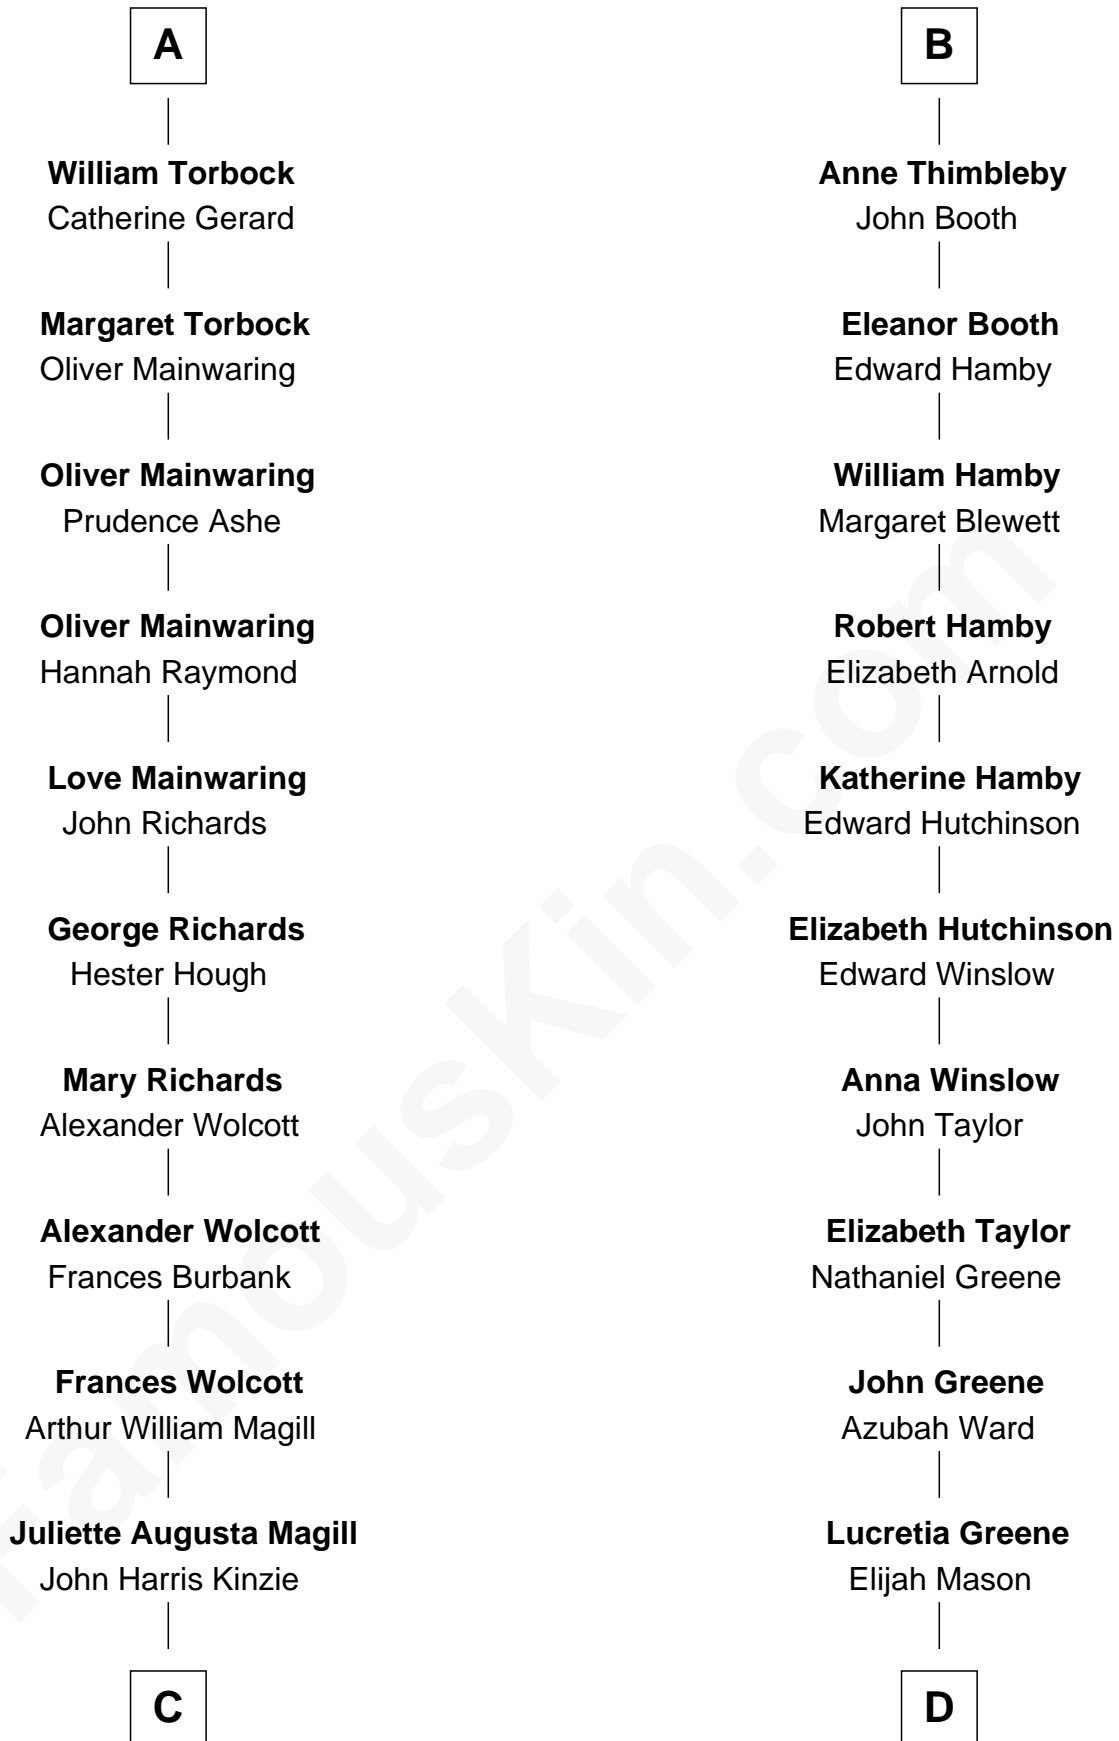 A
William Torbock
Catherine Gerard
Margaret Torbock
Oliver Mainwaring
Oliver Mainwaring
Prudence Ashe
Oliver Mainwaring
Hannah Raymond
Love Mainwaring
John Richards
George Richards
Hester Hough
Mary Richards
Alexander Wolcott
Alexander Wolcott
Frances Burbank
Frances Wolcott
Arthur William Magill
Juliette Augusta Magill
John Harris Kinzie
C
B
Anne Thimbleby
John Booth
Eleanor Booth
Edward Hamby
William Hamby
Margaret Blewett
Robert Hamby
Elizabeth Arnold
Katherine Hamby
Edward Hutchinson
Elizabeth Hutchinson
Edward Winslow
Anna Winslow
John Taylor
Elizabeth Taylor
Nathaniel Greene
John Greene
Azubah Ward
Lucretia Greene
Elijah Mason
D
FamousKin.com